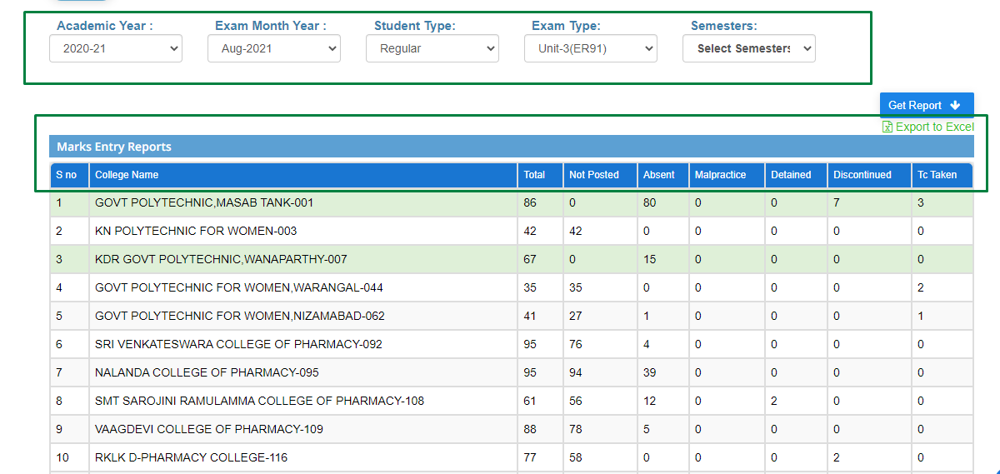 Academic Year : Exam Month Year : Student Type: Exam Type: Semesters:
2020-21 Aug-2021 Regular Unit-3(ER91) Select Semesters
Get Report
Export to Excel
Marks Entry Reports
S no College Name Total Not Posted Absent Malpractice Detained Discontinued Tc Taken
1 GOVT POLYTECHNIC,MASAB TANK-001 86 0 80 0 0 7 3
2 KN POLYTECHNIC FOR WOMEN-003 42 42 0 0 0 0 0
3 KDR GOVT POLYTECHNIC,WANAPARTHY-007 67 0 15 0 0 0 0
4 GOVT POLYTECHNIC FOR WOMEN,WARANGAL-044 35 35 0 0 0 0 2
5 GOVT POLYTECHNIC FOR WOMEN,NIZAMABAD-062 41 27 1 0 0 0 1
6 SRI VENKATESWARA COLLEGE OF PHARMACY-092 95 76 4 0 0 0 0
7 NALANDA COLLEGE OF PHARMACY-095 95 94 39 0 0 0 0
8 SMT SAROJINI RAMULAMMA COLLEGE OF PHARMACY-108 61 56 12 0 2 0 0
9 VAAGDEVI COLLEGE OF PHARMACY-109 88 78 5 0 0 0 0
10 RKLK D-PHARMACY COLLEGE-116 77 58 0 0 0 2 0